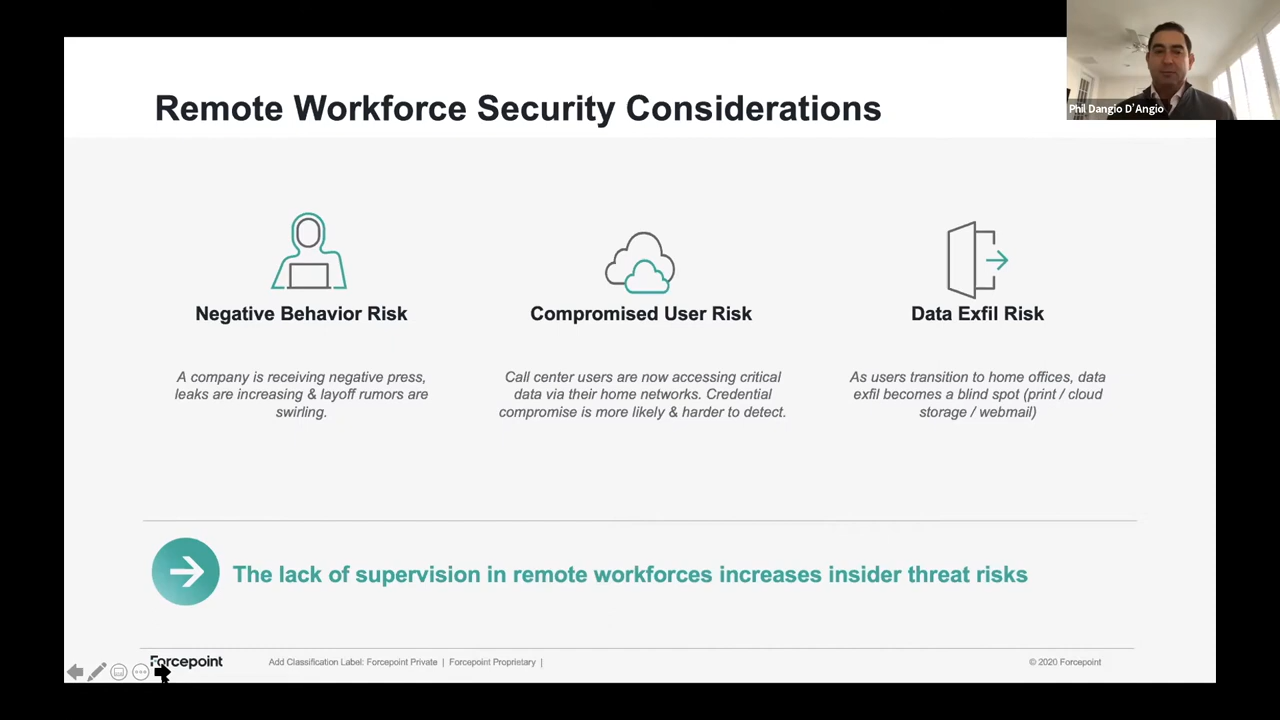 Remote Workforce Security Considerations
Phil Dangio D'Angio
Negative Behavior Risk
A company is receiving negative press,
leaks are increasing & layoff rumors are
swirling.
Compromised User Risk
Call center users are now accessing critical
data via their home networks. Credential
compromise is more likely & harder to detect.
Data Exfil Risk
As users transition to home offices, data
exfil becomes a blind spot (print / cloud
storage / webmail)
The lack of supervision in remote workforces increases insider threat risks
Forcepoint
Add Classification Label: Forcepoint Private | Forcepoint Proprietary |
© 2020 Forcepoint